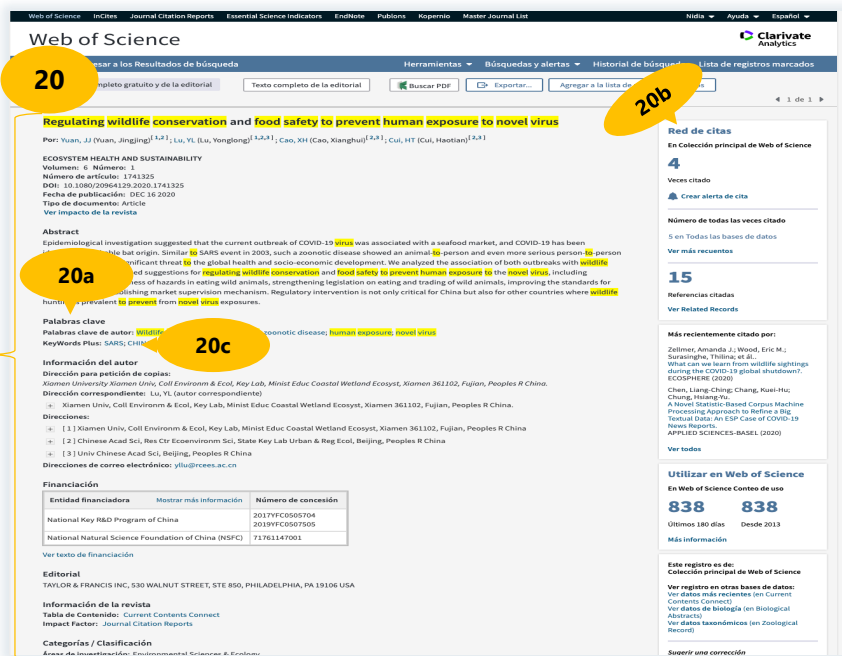 Web of Science InCites Journal Citation Reports Essential Science Indicators EndNote Publons Kopernio Master Journal List Nidia Ayuda Español
Web of Science
Clarivate
Analytics
esar a los Resultados de búsqueda Herramientas Búsquedas y alertas Historial de búsqueda Lista de registros marcados
20
mpleto gratuito y de la editorial Texto completo de la editorial Buscar PDF Exportar... Agregar a la lista de
20b
1 de 1
Regulating wildlife conservation and food safety to prevent human exposure to novel virus
Por: Yuan, JJ (Yuan, Jingjing)[ 1,2 ] ; Lu, YL (Lu, Yonglong)[ 1,2,3 ] ; Cao, XH (Cao, Xianghui)[ 2,3 ] ; Cui, HT (Cui, Haotian)[ 2,3 ]
ECOSYSTEM HEALTH AND SUSTAINABILITY
Volumen: 6 Número: 1
Número de artículo: 1741325
DOI: 10.1080/20964129.2020.1741325
Fecha de publicación: DEC 16 2020
Tipo de documento: Article
Ver impacto de la revista
Abstract
Epidemiological investigation suggested that the current outbreak of COVID-19 virus was associated with a seafood market, and COVID-19 has been
ble bat origin. Similar to SARS event in 2003, such a zoonotic disease showed an animal-to-person and even more serious person-to-person
gnificant threat to the global health and socio-economic development. We analyzed the association of both outbreaks with wildlife
ed suggestions for regulating wildlife conservation and food safety to prevent human exposure to the novel virus, including
ness of hazards in eating wild animals, strengthening legislation on eating and trading of wild animals, improving the standards for
blishing market supervision mechanism. Regulatory intervention is not only critical for China but also for other countries where wildlife
hunting prevalent to prevent from novel virus exposures.
20a
Palabras clave
Palabras clave de autor: Wildlife zoonotic disease; human exposure; novel virus
KeyWords Plus: SARS; CHIN
20c
Información del autor
Dirección para petición de copias:
Xiamen University Xiamen Univ, Coll Environm & Ecol, Key Lab, Minist Educ Coastal Wetland Ecosyst, Xiamen 361102, Fujian, Peoples R China.
Dirección correspondiente: Lu, YL (autor correspondiente)
+ Xiamen Univ, Coll Environm & Ecol, Key Lab, Minist Educ Coastal Wetland Ecosyst, Xiamen 361102, Fujian, Peoples R China.
Direcciones:
+ [ 1 ] Xiamen Univ, Coll Environm & Ecol, Key Lab, Minist Educ Coastal Wetland Ecosyst, Xiamen 361102, Fujian, Peoples R China
+ [ 2 ] Chinese Acad Sci, Res Ctr Ecoenvironm Sci, State Key Lab Urban & Reg Ecol, Beijing, Peoples R China
+ [ 3 ] Univ Chinese Acad Sci, Beijing, Peoples R China
Direcciones de correo electrónico: yllu@rcees.ac.cn
Financiación
Entidad financiadora Mostrar más información Número de concesión
National Key R&D Program of China 2017YFC0505704
2019YFC0507505
National Natural Science Foundation of China (NSFC) 71761147001
Ver texto de financiación
Editorial
TAYLOR & FRANCIS INC, 530 WALNUT STREET, STE 850, PHILADELPHIA, PA 19106 USA
Información de la revista
Tabla de Contenido: Current Contents Connect
Impact Factor: Journal Citation Reports
Categorías / Clasificación
Áreas de investigación: Environmental Sciences & Ecology
Red de citas
En Colección principal de Web of Science
4
Veces citado
Crear alerta de cita
Número de todas las veces citado
5 en Todas las bases de datos
Ver más recuentos
15
Referencias citadas
Ver Related Records
Más recientemente citado por:
Zellmer, Amanda J.; Wood, Eric M.;
Surasinghe, Thilina; et ál..
What can we learn from wildlife sightings
during the COVID-19 global shutdown?.
ECOSPHERE (2020)
Chen, Liang-Ching; Chang, Kuei-Hu;
Chung, Hsiang-Yu.
A Novel Statistic-Based Corpus Machine
Processing Approach to Refine a Big
Textual Data: An ESP Case of COVID-19
News Reports.
APPLIED SCIENCES-BASEL (2020)
Ver todos
Utilizar en Web of Science
En Web of Science Conteo de uso
838 838
Últimos 180 días Desde 2013
Más información
Este registro es de:
Colección principal de Web of Science
Ver registro en otras bases de datos:
Ver datos más recientes (en Current
Contents Connect)
Ver datos de biología (en Biological
Abstracts)
Ver datos taxonómicos (en Zoological
Record)
Sugerir una corrección